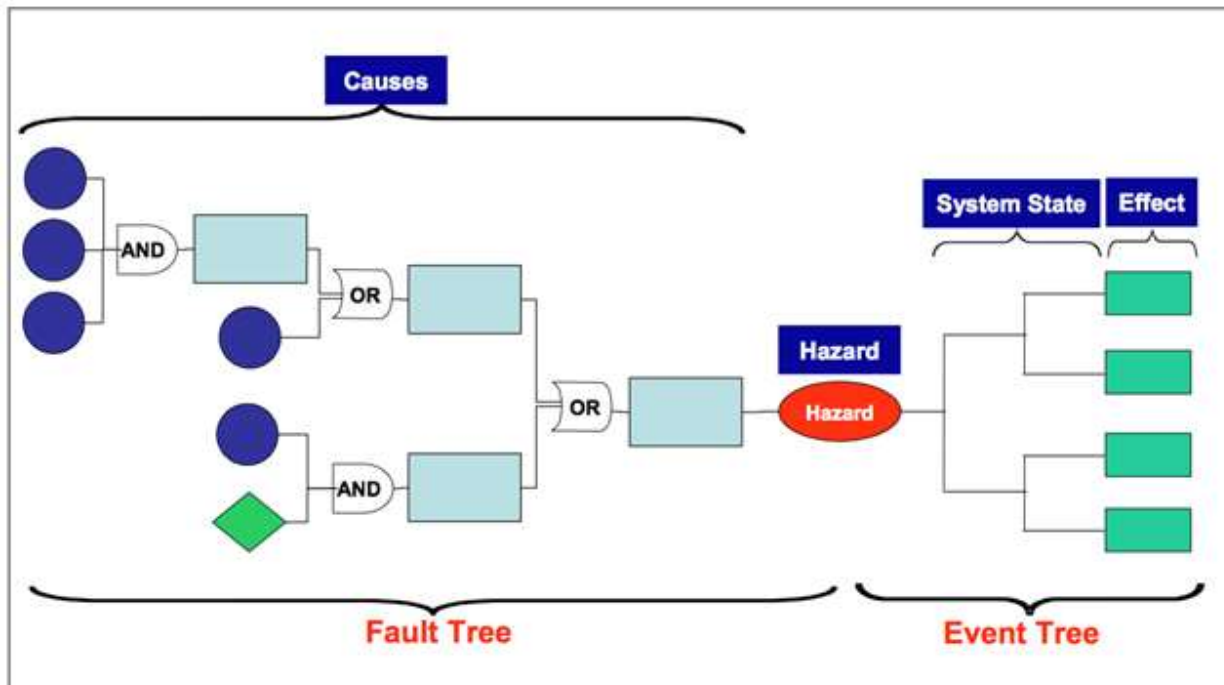 Causes
System State
Effect
AND
OR
Hazard
OR
Hazard
AND
Fault Tree
Event Tree